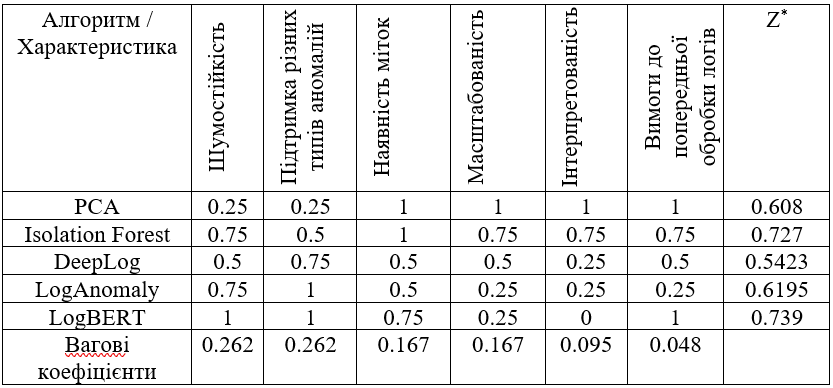 Алгоритм /
Характеристика
Шумостійкість
Підтримка різних
типів аномалій
Наявність міток
Масштабованість
Інтерпретованість
Вимоги до
попередньої
обробки логів
Z*
PCA 0.25 0.25 1 1 1 1 0.608
Isolation Forest 0.75 0.5 1 0.75 0.75 0.75 0.727
DeepLog 0.5 0.75 0.5 0.5 0.25 0.5 0.5423
LogAnomaly 0.75 1 0.5 0.25 0.25 0.25 0.6195
LogBERT 1 1 0.75 0.25 0 1 0.739
Вагові
коефіцієнти 0.262 0.262 0.167 0.167 0.095 0.048